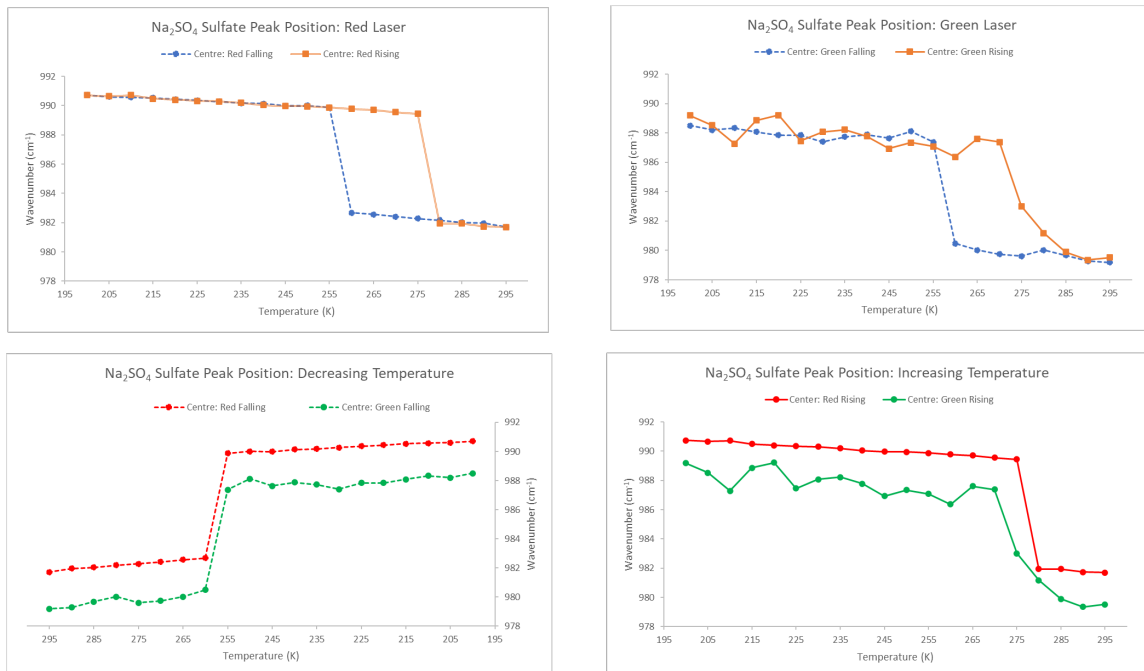 Na₂SO₄ Sulfate Peak Position: Red Laser
Centre: Red Falling
Centre: Red Rising
992
990
988
986
984
982
980
978
Wavenumber (cm⁻¹)
195 205 215 225 235 245 255 265 275 285 295
Temperature (K)
Na₂SO₄ Sulfate Peak Position: Green Laser
Centre: Green Falling
Centre: Green Rising
992
990
988
986
984
982
980
978
Wavenumber (cm⁻¹)
195 205 215 225 235 245 255 265 275 285 295
Temperature (K)
Na₂SO₄ Sulfate Peak Position: Decreasing Temperature
Centre: Red Falling
Centre: Green Falling
992
990
988
986
984
982
980
978
Wavenumber (cm⁻¹)
295 285 275 265 255 245 235 225 215 205 195
Temperature (K)
Na₂SO₄ Sulfate Peak Position: Increasing Temperature
Center: Red Rising
Centre: Green Rising
992
990
988
986
984
982
980
978
Wavenumber (cm⁻¹)
195 205 215 225 235 245 255 265 275 285 295
Temperature (K)